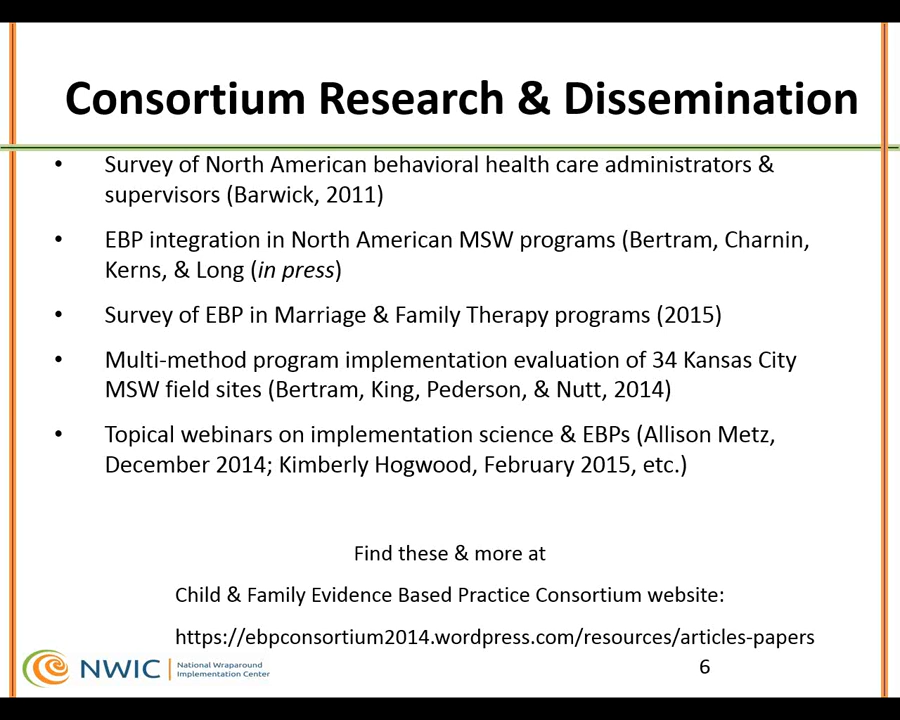 Consortium Research & Dissemination
• Survey of North American behavioral health care administrators &
supervisors (Barwick, 2011)
• EBP integration in North American MSW programs (Bertram, Charnin,
Kerns, & Long (in press)
• Survey of EBP in Marriage & Family Therapy programs (2015)
• Multi-method program implementation evaluation of 34 Kansas City
MSW field sites (Bertram, King, Pederson, & Nutt, 2014)
• Topical webinars on implementation science & EBPs (Allison Metz,
December 2014; Kimberly Hogwood, February 2015, etc.)
Find these & more at
Child & Family Evidence Based Practice Consortium website:
https://ebpconsortium2014.wordpress.com/resources/articles-papers
NWIC
National Wraparound
Implementation Center
6